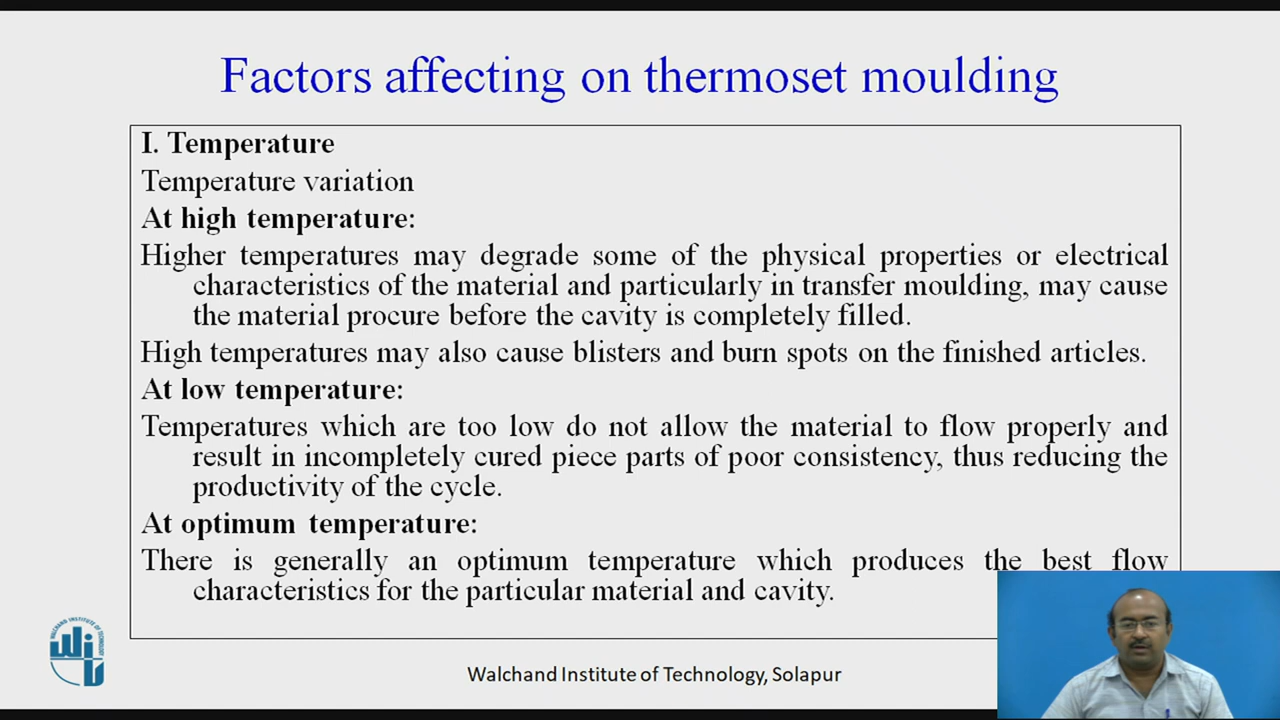 Factors affecting on thermoset moulding
I. Temperature
Temperature variation
At high temperature:
Higher temperatures may degrade some of the physical properties or electrical
characteristics of the material and particularly in transfer moulding, may cause
the material procure before the cavity is completely filled.
High temperatures may also cause blisters and burn spots on the finished articles.
At low temperature:
Temperatures which are too low do not allow the material to flow properly and
result in incompletely cured piece parts of poor consistency, thus reducing the
productivity of the cycle.
At optimum temperature:
There is generally an optimum temperature which produces the best flow
characteristics for the particular material and cavity.
WALCHAND INSTITUTE OF TECHNOLOGY
WIT
Walchand Institute of Technology, Solapur